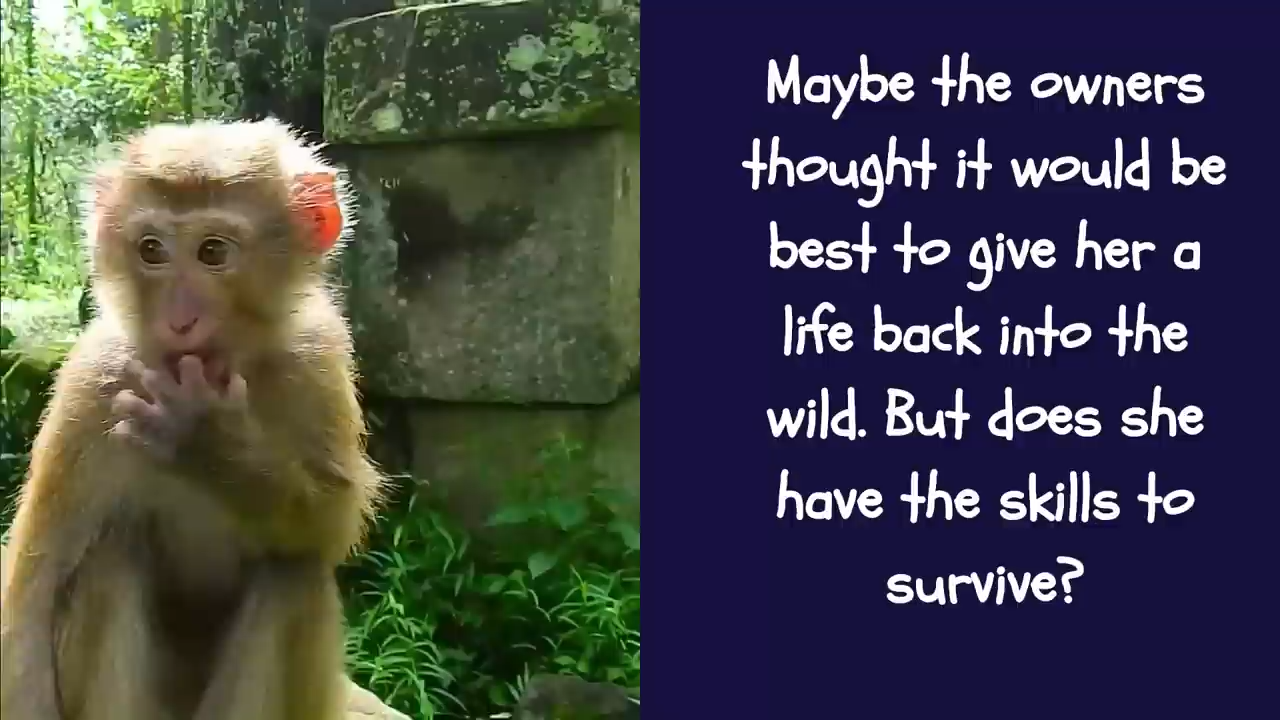 Maybe the owners
thought it would be
best to give her a
life back into the
wild. But does she
have the skills to
survive?